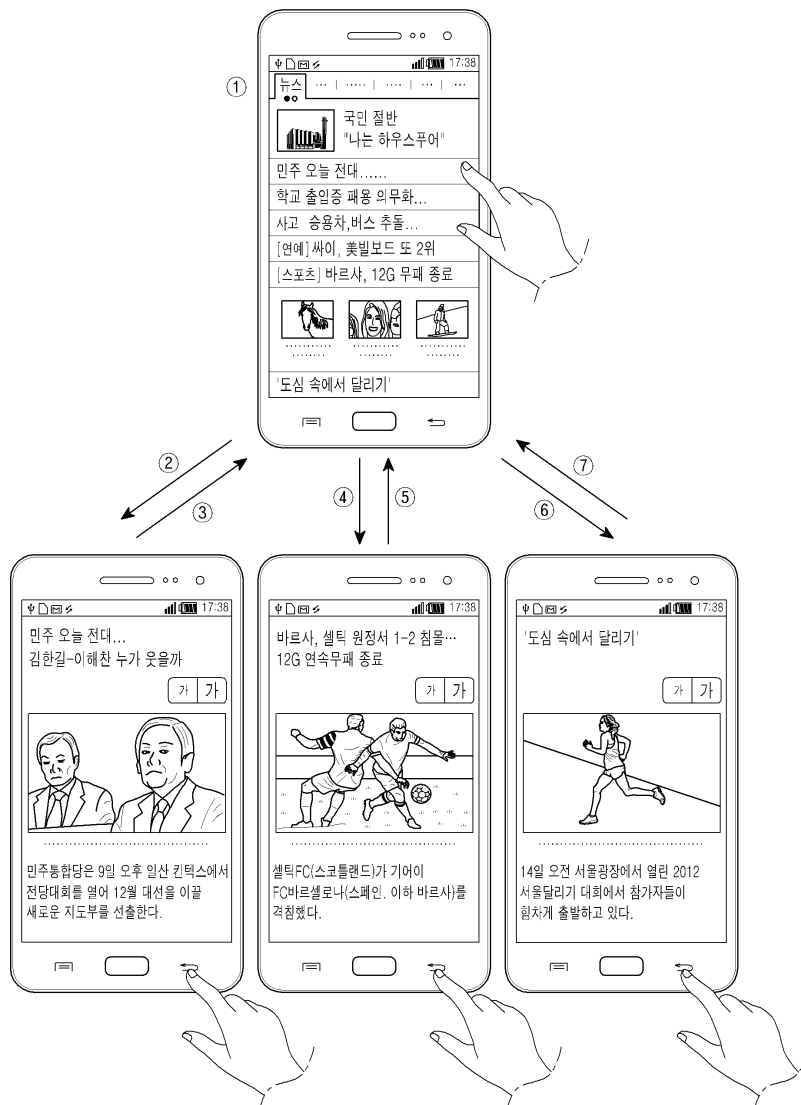 17:38
①
뉴스 ... | ..... | .... | ... | ...
국민 절반
"나는 하우스푸어"
민주 오늘 전대......
학교 출입증 패용 의무화...
사고 승용차,버스 추돌...
[연예] 싸이, 美빌보드 또 2위
[스포츠] 바르샤, 12G 무패 종료
'도심 속에서 달리기'
②
③
④
⑤
⑥
⑦
17:38
민주 오늘 전대...
김한길-이해찬 누가 웃을까
가 가
민주통합당은 9일 오후 일산 킨텍스에서
전당대회를 열어 12월 대선을 이끌
새로운 지도부를 선출한다.
17:38
바르사, 셀틱 원정서 1-2 침몰…
12G 연속무패 종료
가 가
셀틱FC(스코틀랜드)가 기어이
FC바르셀로나(스페인. 이하 바르사)를
격침했다.
17:38
'도심 속에서 달리기'
가 가
14일 오전 서울광장에서 열린 2012
서울달리기 대회에서 참가자들이
힘차게 출발하고 있다.